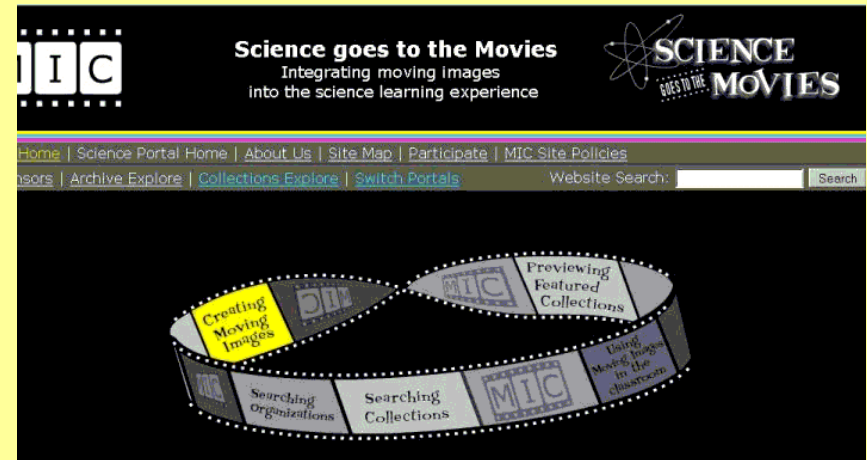 MIC
Science goes to the Movies
Integrating moving images
into the science learning experience
SCIENCE
GOES TO THE MOVIES
Home | Science Portal Home | About Us | Site Map | Participate | MIC Site Policies
nsors | Archive Explore | Collections Explore | Switch Portals Website Search: Search
Creating
Moving
Images
MIC
MIC
Previewing
Featured
Collections
MIC
Searching
Organizations
Searching
Collections
MIC
Using
Moving Images
in the
classroom